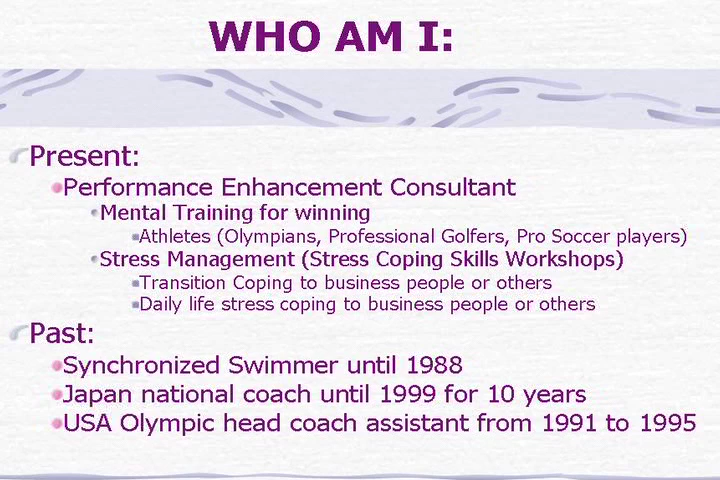 WHO AM I:
Present:
Performance Enhancement Consultant
Mental Training for winning
Athletes (Olympians, Professional Golfers, Pro Soccer players)
Stress Management (Stress Coping Skills Workshops)
Transition Coping to business people or others
Daily life stress coping to business people or others
Past:
Synchronized Swimmer until 1988
Japan national coach until 1999 for 10 years
USA Olympic head coach assistant from 1991 to 1995